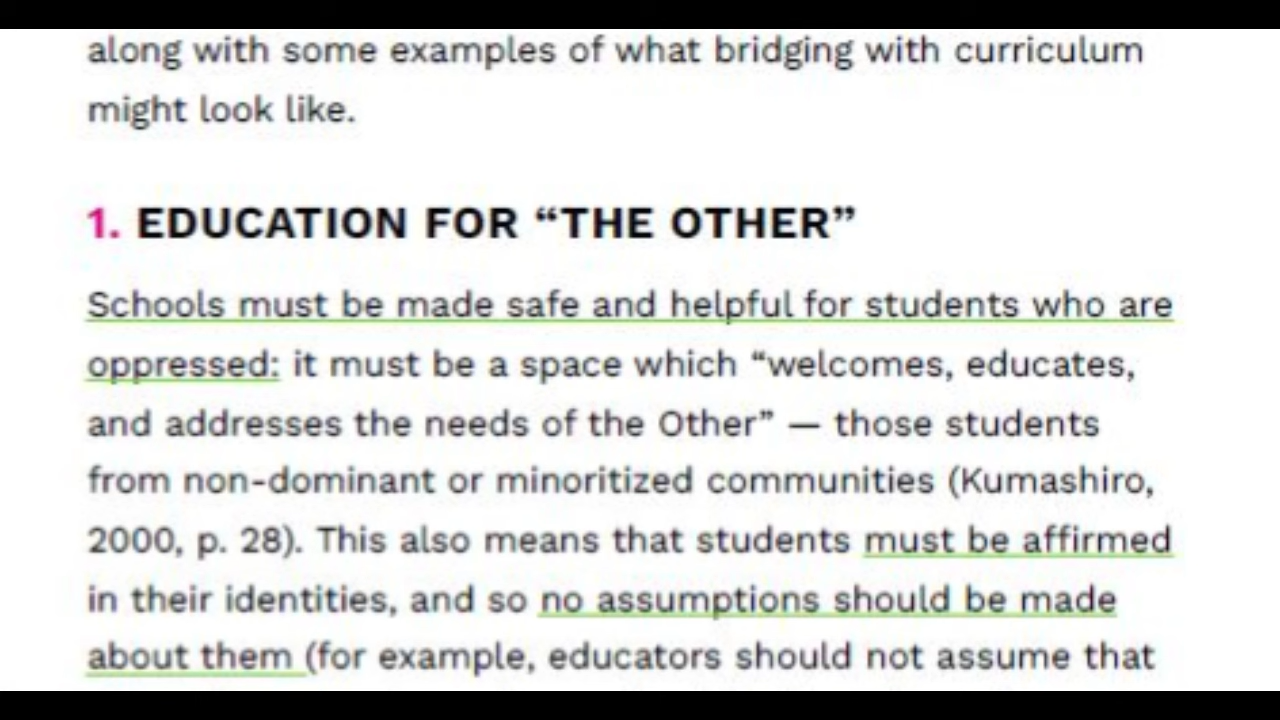 along with some examples of what bridging with curriculum
might look like.
1. EDUCATION FOR “THE OTHER”
Schools must be made safe and helpful for students who are
oppressed: it must be a space which “welcomes, educates,
and addresses the needs of the Other” — those students
from non-dominant or minoritized communities (Kumashiro,
2000, p. 28). This also means that students must be affirmed
in their identities, and so no assumptions should be made
about them (for example, educators should not assume that